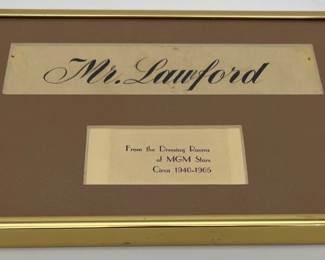 Mr. Lawford
From the Dressing Rooms
of MGM Stars
Circa 1940-1965